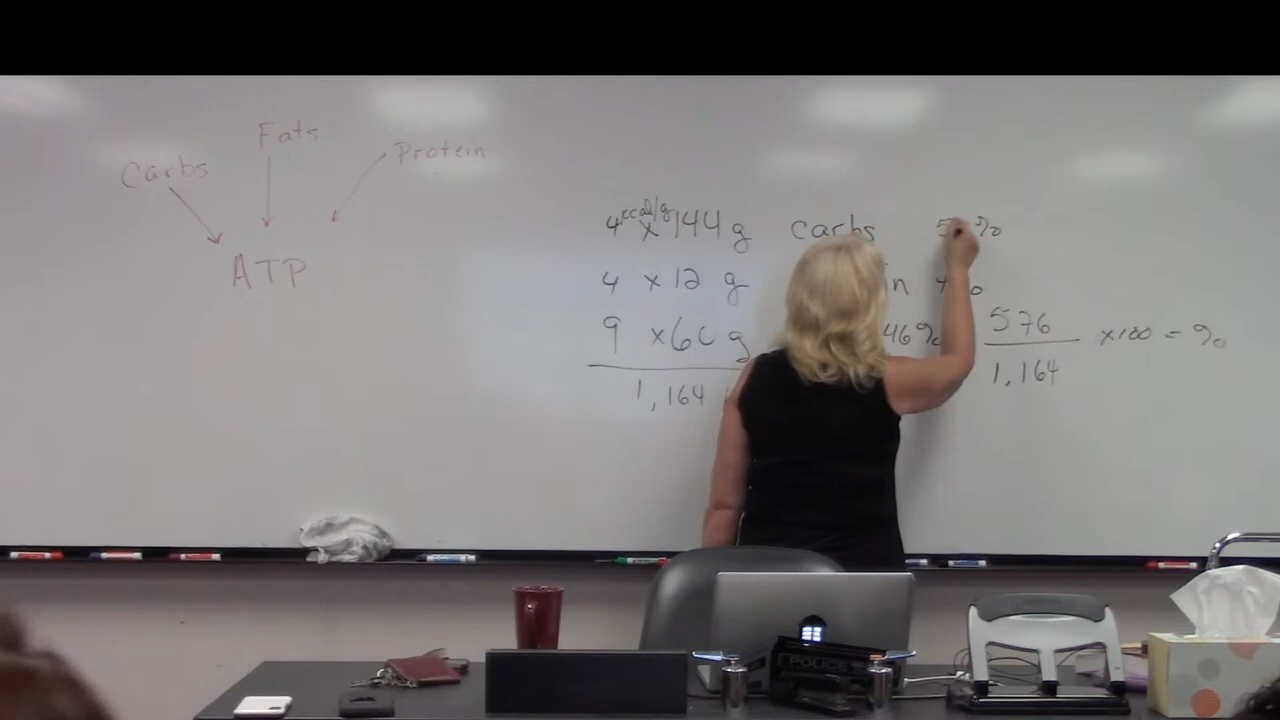 Fats
Carbs
Protein
ATP
4 kcal/g x 144 g carbs %
4 x 12 g
9 x 60 g 46%
1,164
576
1,164
x100 = %
POLICE